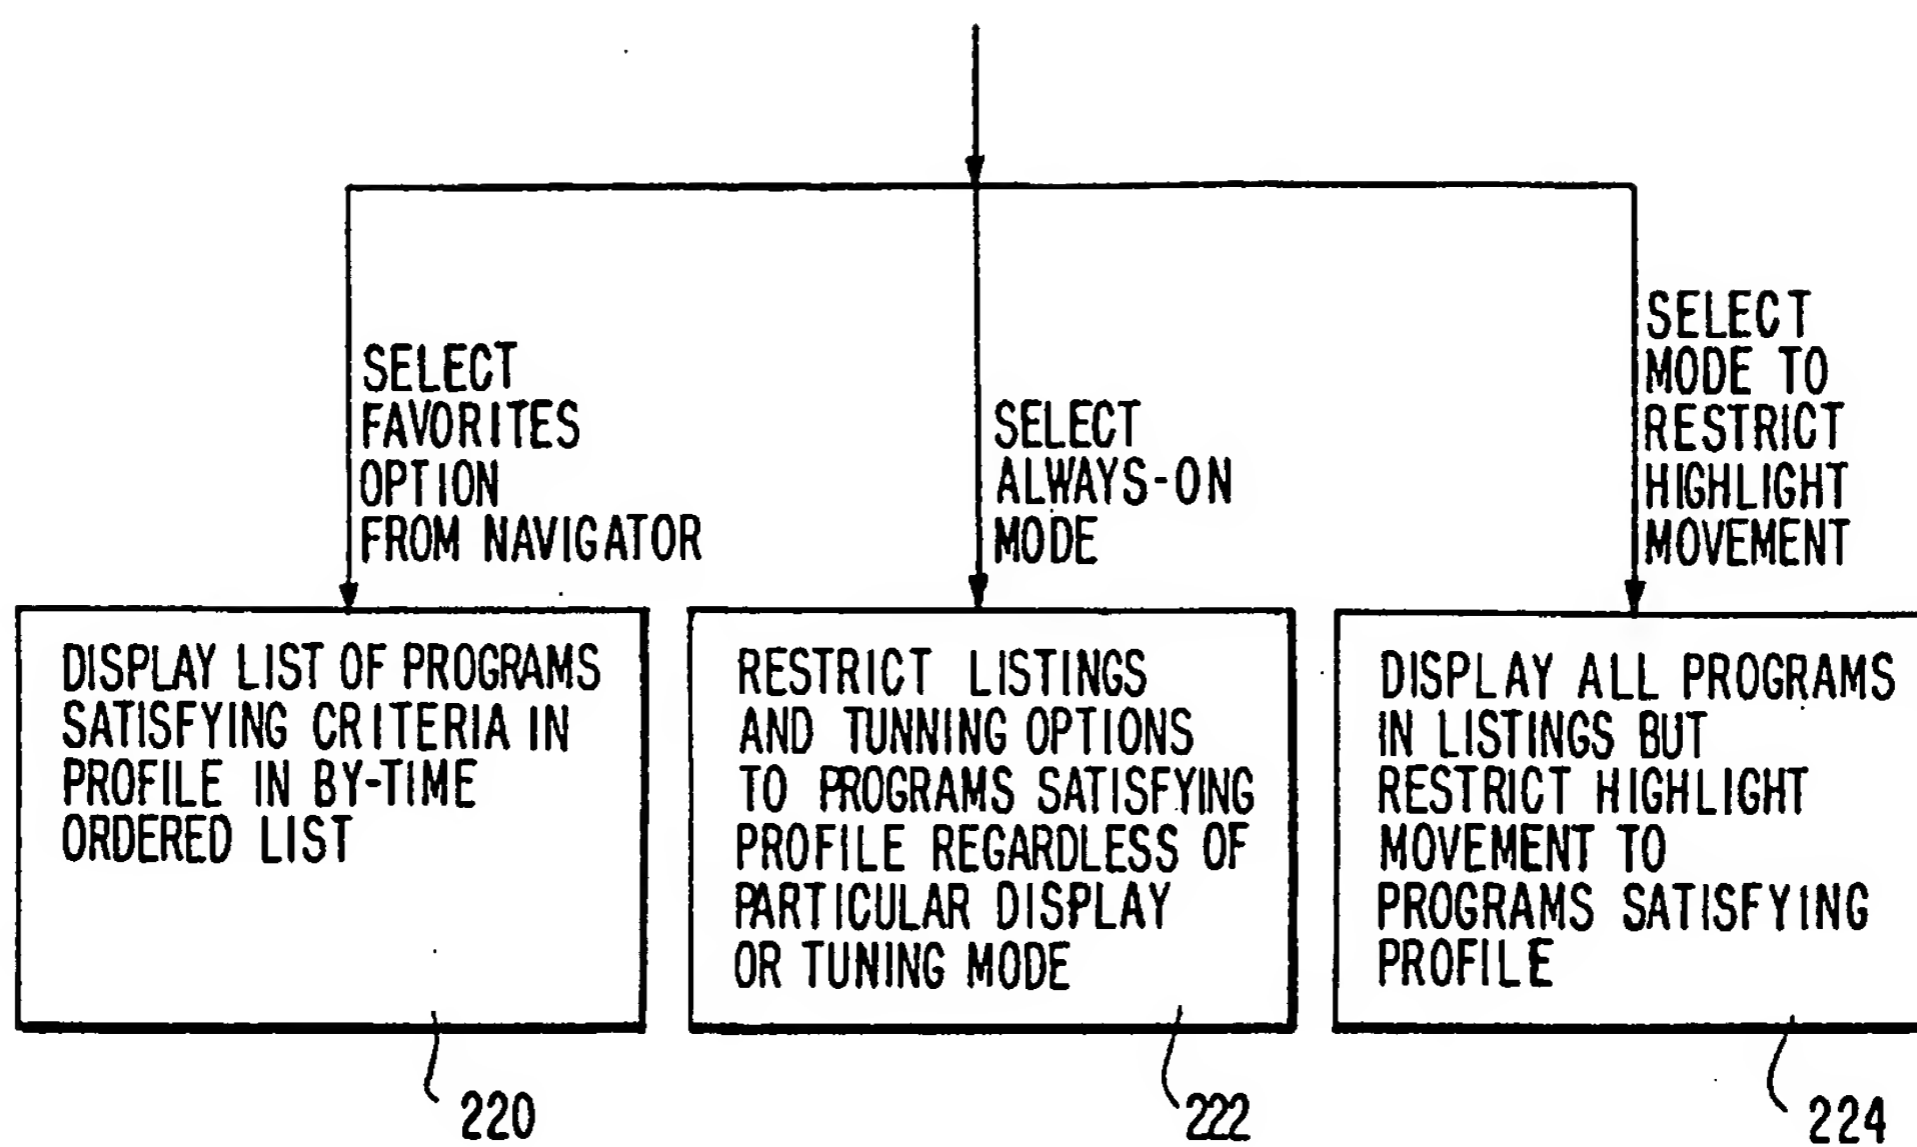 SELECT
FAVORITES
OPTION
FROM NAVIGATOR
SELECT
ALWAYS-ON
MODE
SELECT
MODE TO
RESTRICT
HIGHLIGHT
MOVEMENT
DISPLAY LIST OF PROGRAMS
SATISFYING CRITERIA IN
PROFILE IN BY-TIME
ORDERED LIST
RESTRICT LISTINGS
AND TUNNING OPTIONS
TO PROGRAMS SATISFYING
PROFILE REGARDLESS OF
PARTICULAR DISPLAY
OR TUNING MODE
DISPLAY ALL PROGRAMS
IN LISTINGS BUT
RESTRICT HIGHLIGHT
MOVEMENT TO
PROGRAMS SATISFYING
PROFILE
220
222
224